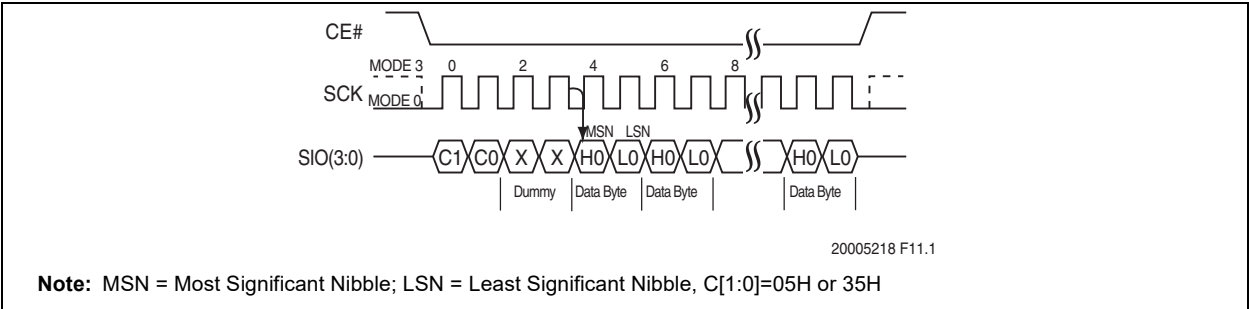 CE#
MODE 3 0 2 4 6 8
SCK MODE 0
MSN LSN
SIO(3:0) C1 C0 X X H0 L0 H0 L0 H0 L0
Dummy Data Byte Data Byte Data Byte
20005218 F11.1
Note: MSN = Most Significant Nibble; LSN = Least Significant Nibble, C[1:0]=05H or 35H